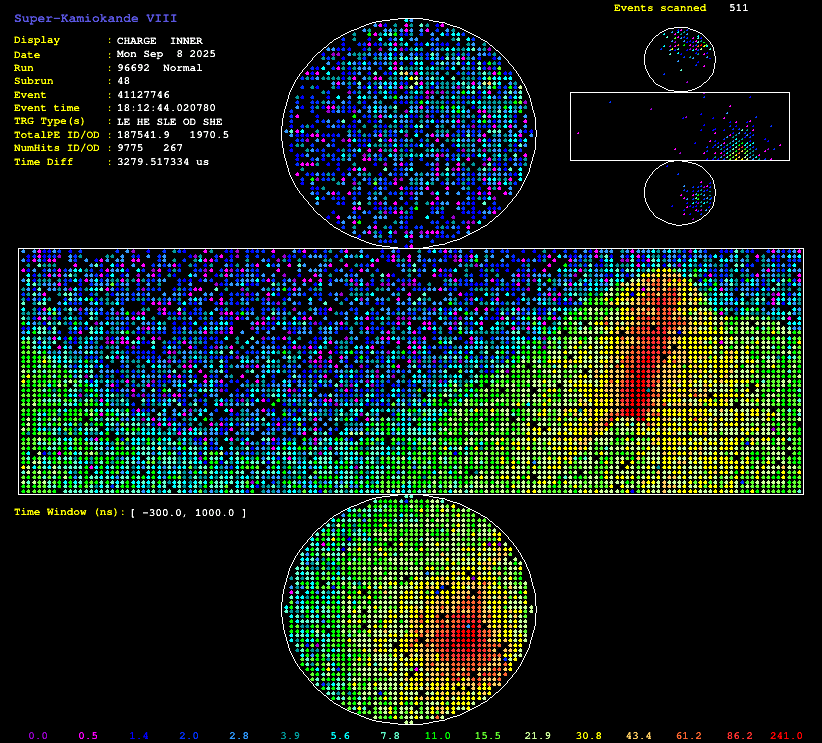 Super-Kamiokande VIII
Events scanned 511
Display : CHARGE INNER
Date : Mon Sep 8 2025
Run : 96692 Normal
Subrun : 48
Event : 41127746
Event time : 18:12:44.020780
TRG Type(s) : LE HE SLE OD SHE
TotalPE ID/OD : 187541.9 1970.5
NumHits ID/OD : 9775 267
Time Diff : 3279.517334 us
Time Window (ns): [ -300.0, 1000.0 ]
0.0 0.5 1.4 2.0 2.8 3.9 5.6 7.8 11.0 15.5 21.9 30.8 43.4 61.2 86.2 241.0